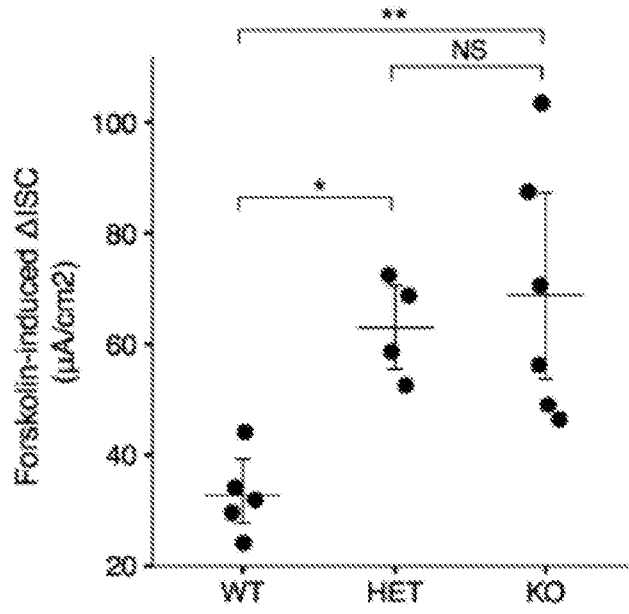 **
NS
*
Forskolin-induced ΔISC
(µA/cm2)
100
80
60
40
20
WT HET KO